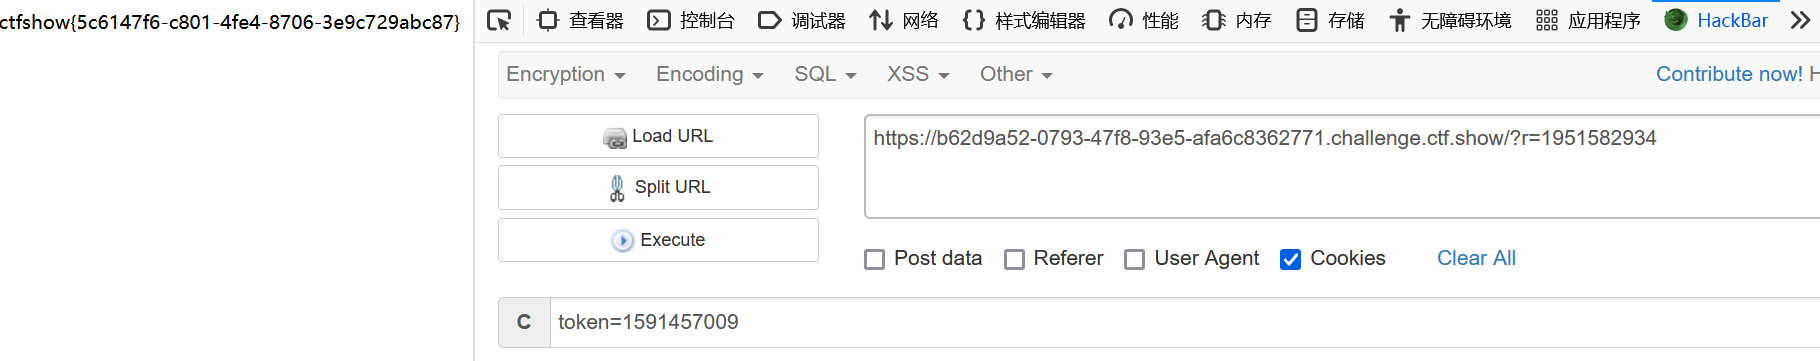 ctfshow{5c6147f6-c801-4fe4-8706-3e9c729abc87}
查看器 控制台 调试器 网络 样式编辑器 性能 内存 存储 无障碍环境 应用程序 HackBar
Encryption Encoding SQL XSS Other Contribute now! H
Load URL
Split URL
Execute
https://b62d9a52-0793-47f8-93e5-afa6c8362771.challenge.ctf.show/?r=1951582934
Post data Referer User Agent Cookies Clear All
C token=1591457009